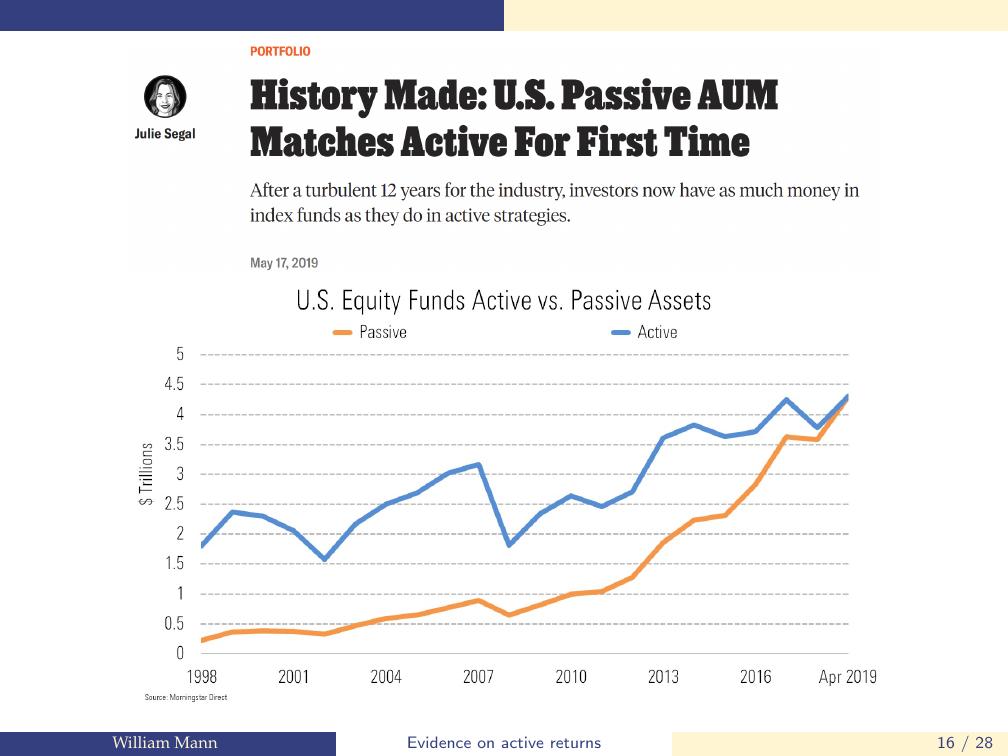 PORTFOLIO
Julie Segal
History Made: U.S. Passive AUM
Matches Active For First Time
After a turbulent 12 years for the industry, investors now have as much money in
index funds as they do in active strategies.
May 17, 2019
U.S. Equity Funds Active vs. Passive Assets
Passive Active
$ Trillions
5
4.5
4
3.5
3
2.5
2
1.5
1
0.5
0
1998 2001 2004 2007 2010 2013 2016 Apr 2019
Source: Morningstar Direct
William Mann Evidence on active returns 16 / 28